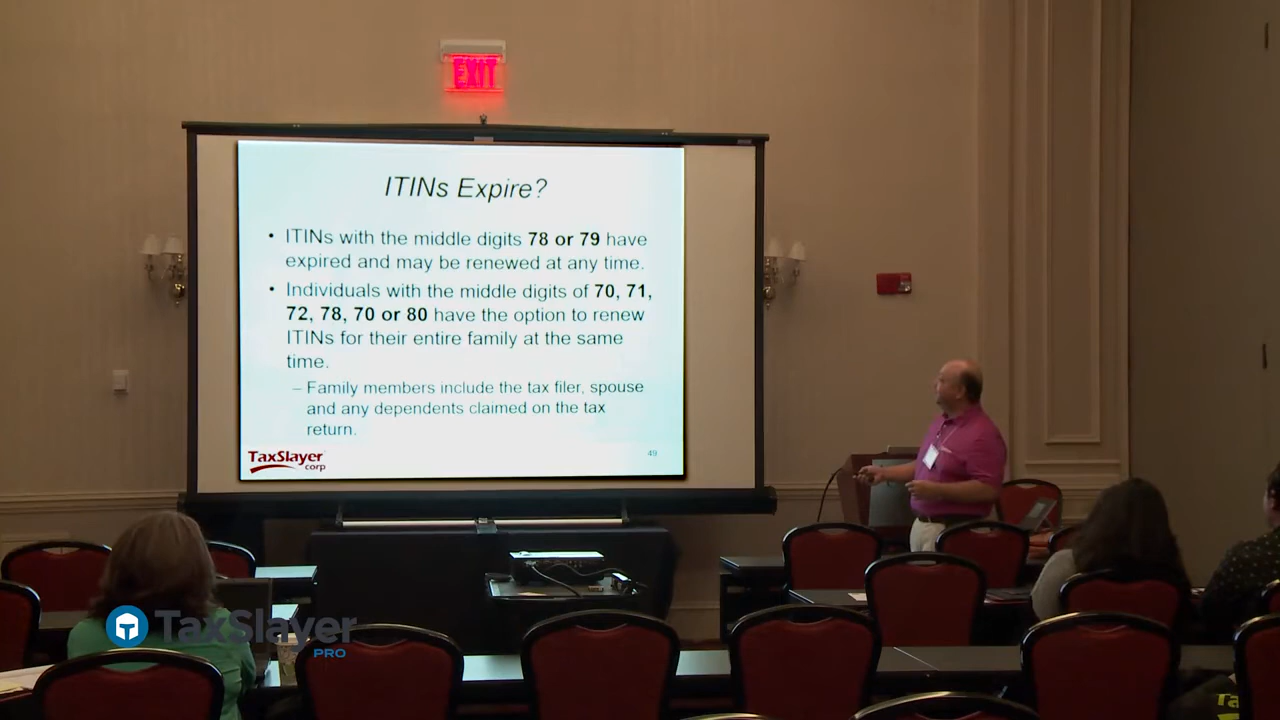 EXIT
ITINs Expire?
• ITINs with the middle digits 78 or 79 have
expired and may be renewed at any time.
• Individuals with the middle digits of 70, 71,
72, 78, 70 or 80 have the option to renew
ITINs for their entire family at the same
time.
– Family members include the tax filer, spouse
and any dependents claimed on the tax
return.
TaxSlayer
corp
49
TaxSlayer
PRO